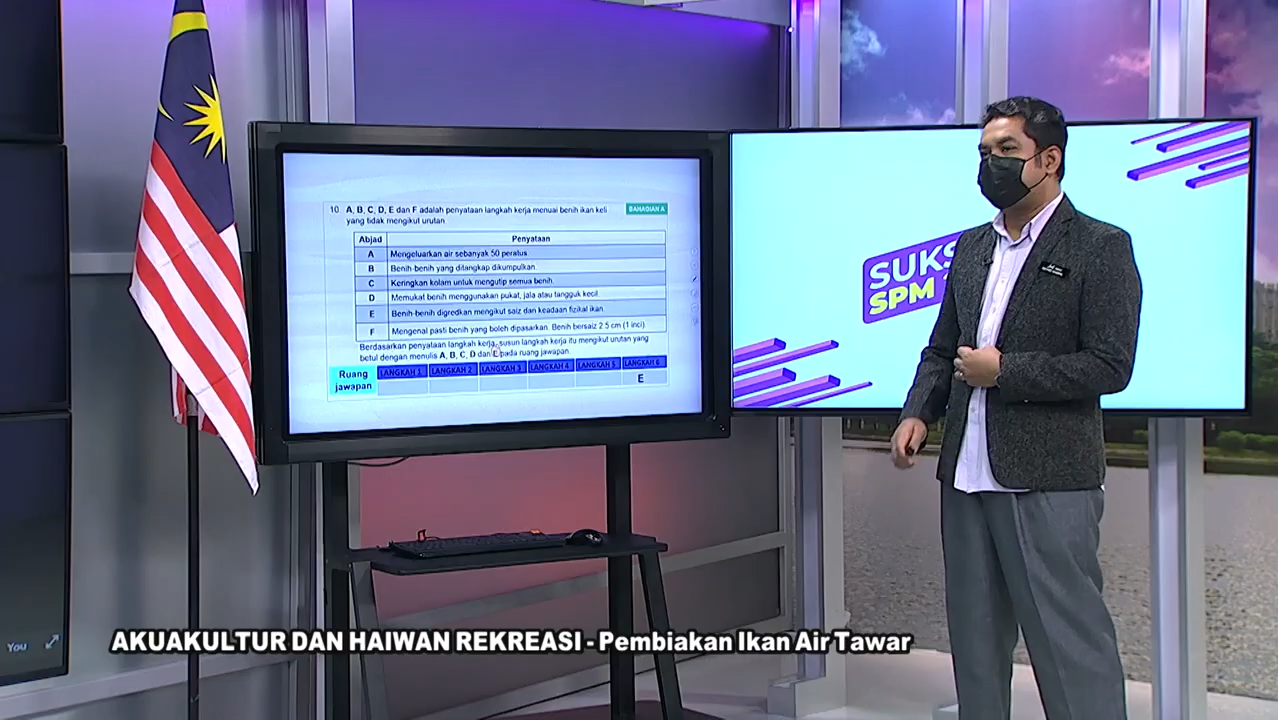 10. A, B, C, D, E dan F adalah penyataan langkah kerja menuai benih ikan keli
yang tidak mengikut urutan
BAHAGIAN A
Abjad Penyataan
A Mengeluarkan air sebanyak 50 peratus
B Benih-benih yang ditangkap dikumpulkan
C Keringkan kolam untuk mengutip semua benih.
D Memukat benih menggunakan pukat, jala atau tangguk kecil.
E Benih-benih digredkan mengikut saiz dan keadaan fizikal ikan.
F Mengenal pasti benih yang boleh dipasarkan. Benih bersaiz 2.5 cm (1 inci)
Berdasarkan penyataan langkah kerja, susun langkah kerja itu mengikut urutan yang
betul dengan menulis A, B, C, D dan E pada ruang jawapan.
Ruang
jawapan
LANGKAH 1 LANGKAH 2 LANGKAH 3 LANGKAH 4 LANGKAH 5 LANGKAH 6
E
SUKS
SPM
You
AKUAKULTUR DAN HAIWAN REKREASI - Pembiakan Ikan Air Tawar